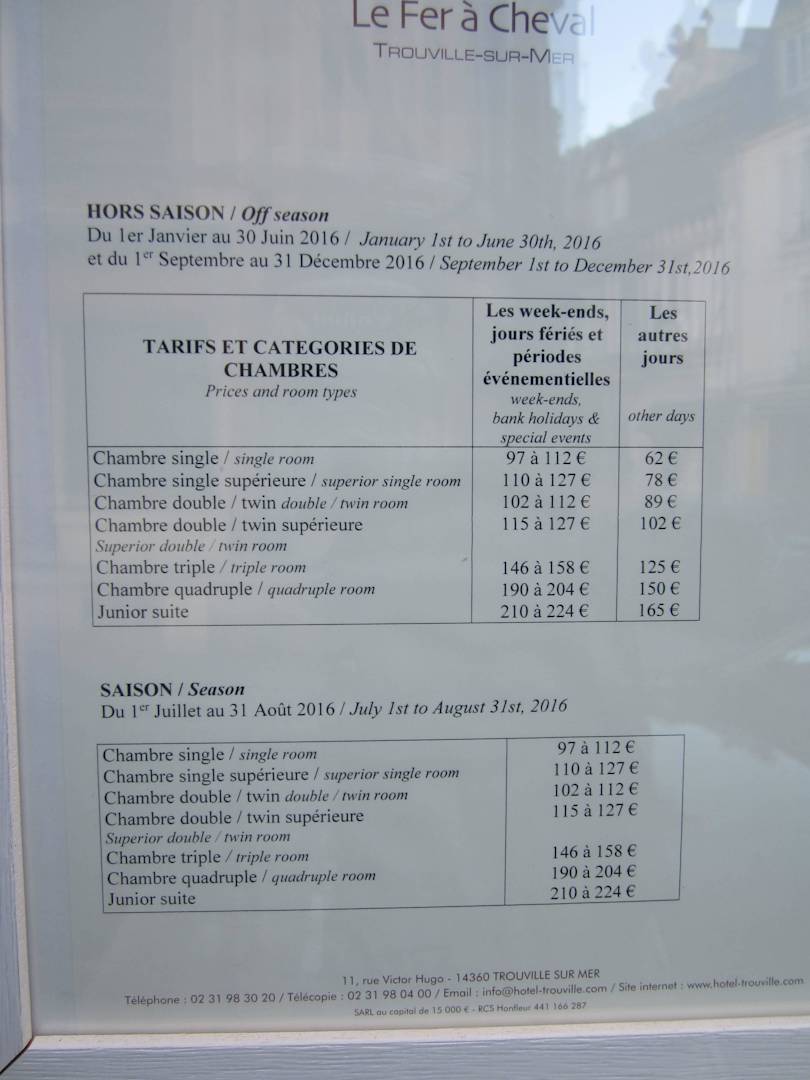 Le Fer à Cheval
TROUVILLE-SUR-MER
HORS SAISON / Off season
Du 1er Janvier au 30 Juin 2016 / January 1st to June 30th, 2016
et du 1er Septembre au 31 Décembre 2016 / September 1st to December 31st,2016
TARIFS ET CATEGORIES DE
CHAMBRES
Prices and room types
Les week-ends,
jours fériés et
périodes
événementielles
week-ends,
bank holidays &
special events
Les
autres
jours
other days
Chambre single / single room 97 à 112 € 62 €
Chambre single supérieure / superior single room 110 à 127 € 78 €
Chambre double / twin double / twin room 102 à 112 € 89 €
Chambre double / twin supérieure 115 à 127 € 102 €
Superior double / twin room
Chambre triple / triple room 146 à 158 € 125 €
Chambre quadruple / quadruple room 190 à 204 € 150 €
Junior suite 210 à 224 € 165 €
SAISON / Season
Du 1er Juillet au 31 Août 2016 / July 1st to August 31st, 2016
Chambre single / single room 97 à 112 €
Chambre single supérieure / superior single room 110 à 127 €
Chambre double / twin double / twin room 102 à 112 €
Chambre double / twin supérieure 115 à 127 €
Superior double / twin room
Chambre triple / triple room 146 à 158 €
Chambre quadruple / quadruple room 190 à 204 €
Junior suite 210 à 224 €
11, rue Victor Hugo - 14360 TROUVILLE SUR MER
Téléphone : 02 31 98 30 20 / Télécopie : 02 31 98 04 00 / Email : info@hotel-trouville.com / Site internet : www.hotel-trouville.com
SARL au capital de 15 000 € - RCS Honfleur 441 166 287